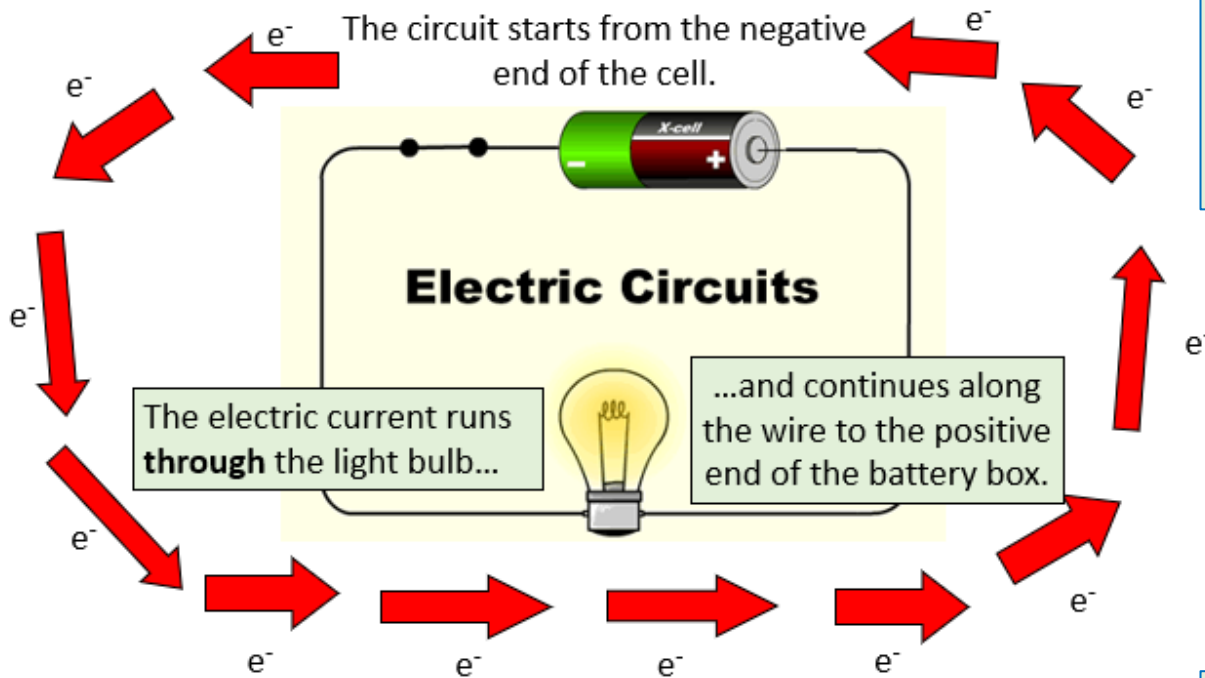 The circuit starts from the negative
end of the cell.
e-
e-
e-
e-
e-
e-
X-cell
-
+
Electric Circuits
e-
e-
The electric current runs
through the light bulb...
...and continues along
the wire to the positive
end of the battery box.
e-
e-
e-
e-
e-